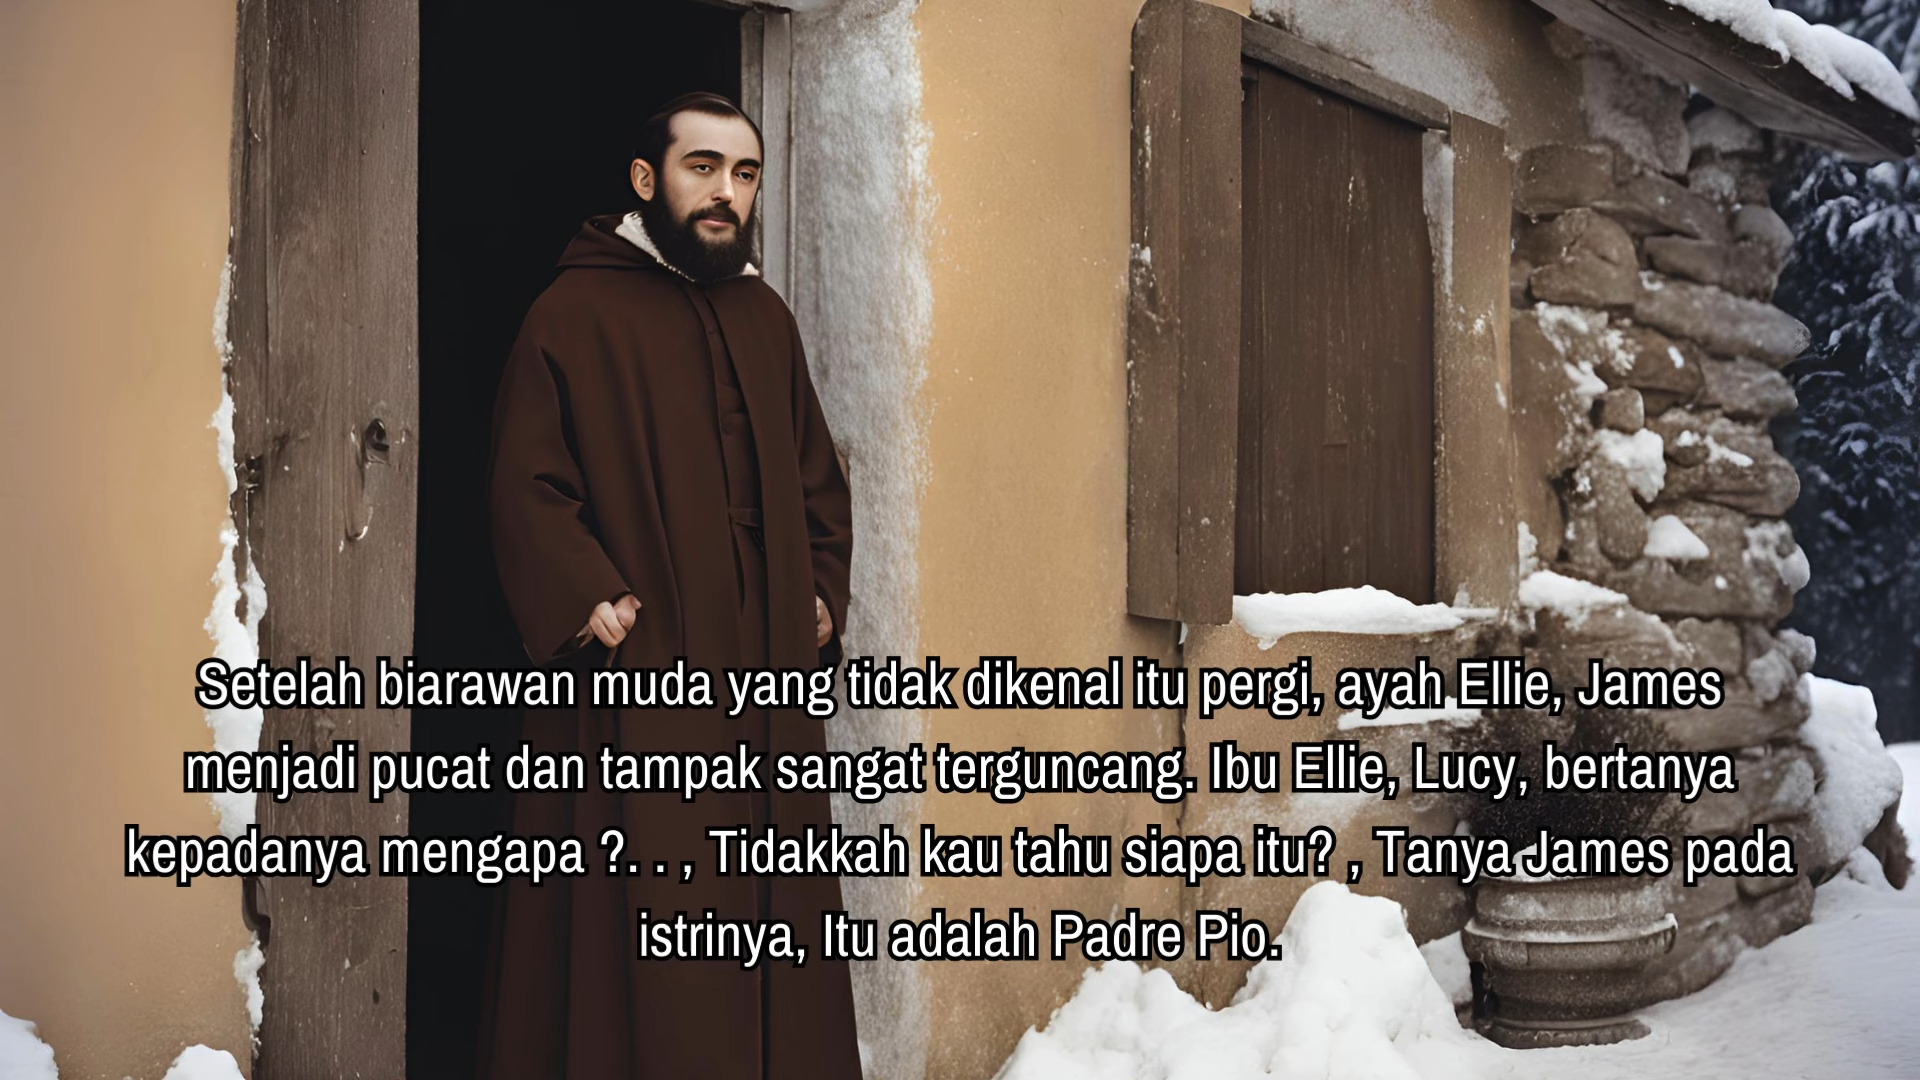 Setelah biarawan muda yang tidak dikenal itu pergi, ayah Ellie, James
menjadi pucat dan tampak sangat terguncang. Ibu Ellie, Lucy, bertanya
kepadanya mengapa ?. . , Tidakkah kau tahu siapa itu? , Tanya James pada
istrinya, Itu adalah Padre Pio.